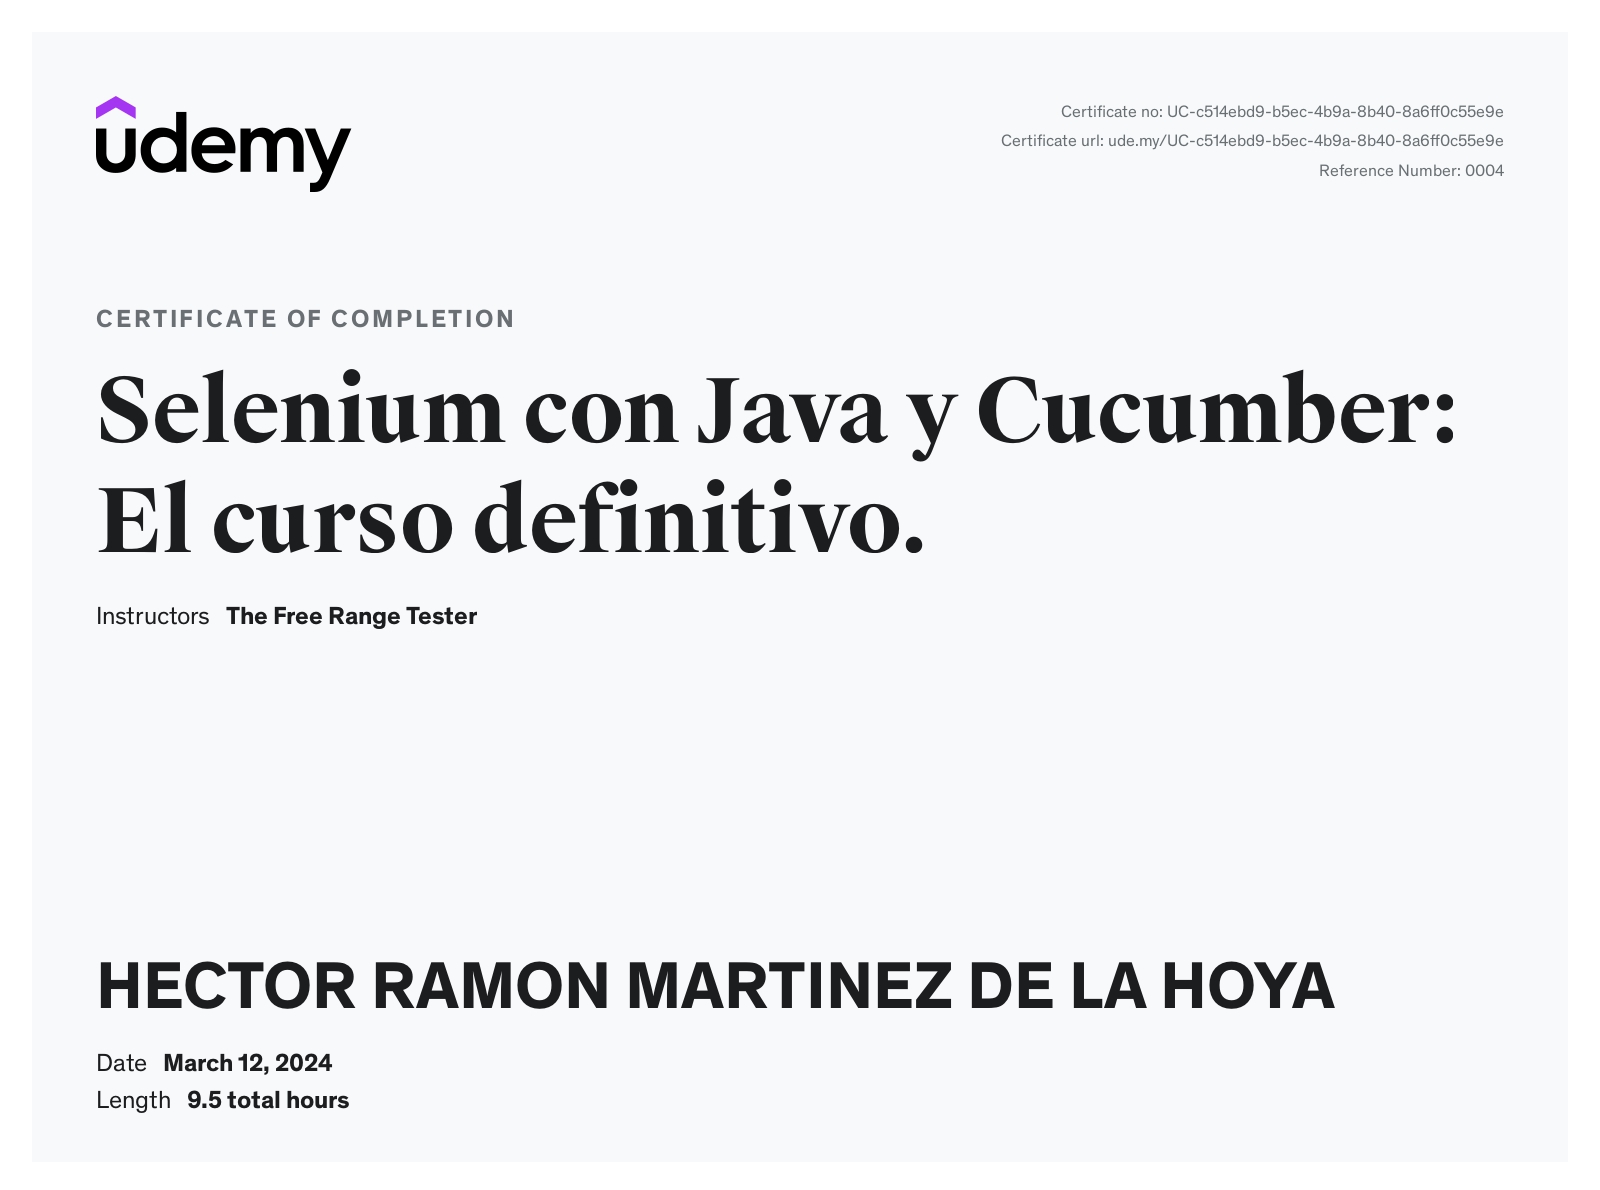 udemy
Certificate no: UC-c514ebd9-b5ec-4b9a-8b40-8a6ff0c55e9e
Certificate url: ude.my/UC-c514ebd9-b5ec-4b9a-8b40-8a6ff0c55e9e
Reference Number: 0004
CERTIFICATE OF COMPLETION
Selenium con Java y Cucumber:
El curso definitivo.
Instructors The Free Range Tester
HECTOR RAMON MARTINEZ DE LA HOYA
Date March 12, 2024
Length 9.5 total hours